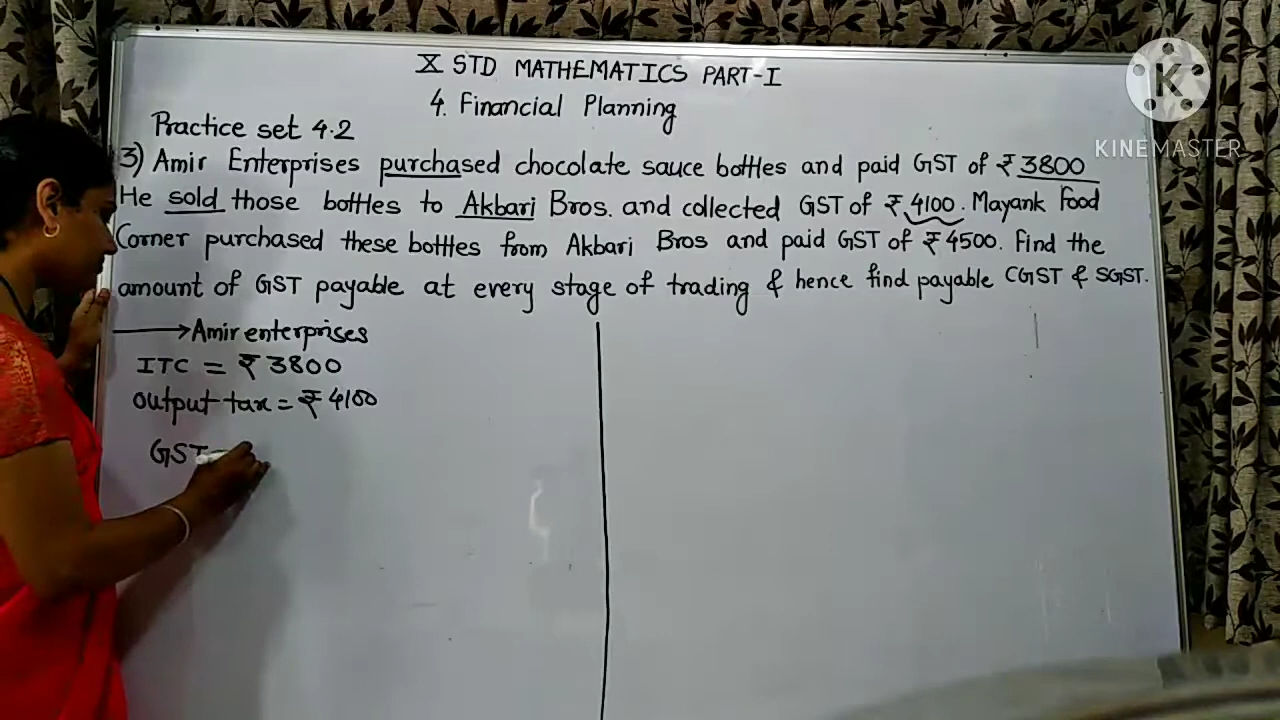 X STD MATHEMATICS PART-I
4. Financial Planning
K
KINEMASTER
Practice set 4.2
3) Amir Enterprises purchased chocolate sauce bottles and paid GST of ₹ 3800
He sold those bottles to Akbari Bros. and collected GST of ₹ 4100. Mayank Food
Corner purchased these bottles from Akbari Bros and paid GST of ₹ 4500. Find the
amount of GST payable at every stage of trading & hence find payable CGST & SGST.
→ Amir enterprises
ITC = ₹ 3800
Output tax = ₹ 4100
GST